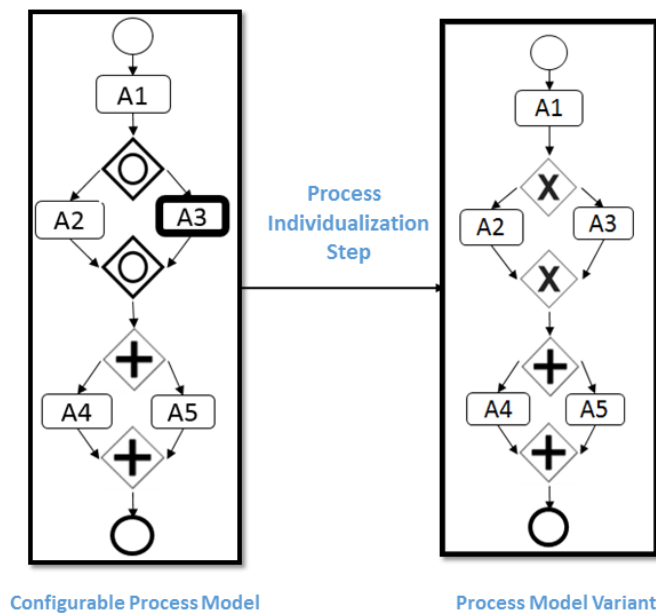 A1
A2
A3
A4
A5
Process
Individualization
Step
A1
X
A2
A3
X
A4
A5
Configurable Process Model
Process Model Variant